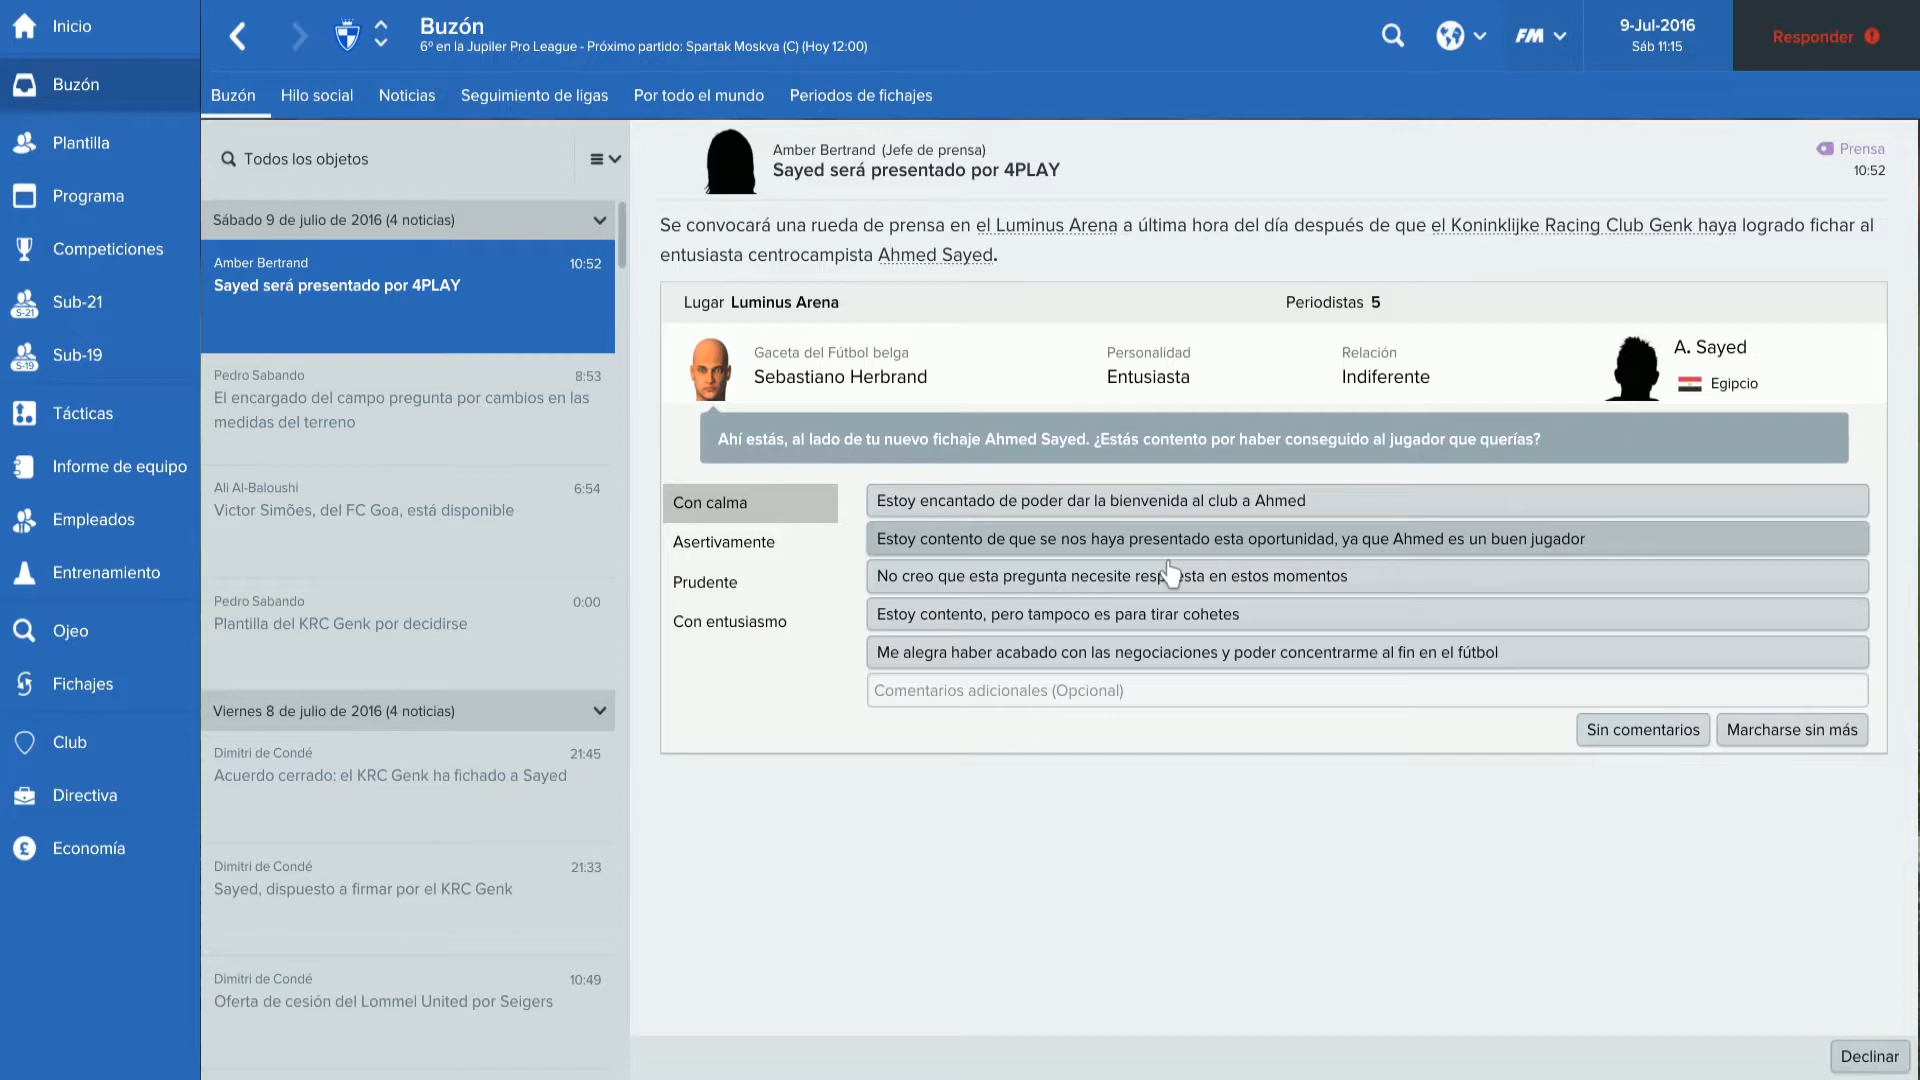 Inicio
Buzón
Plantilla
Programa
Competiciones
S-21
Sub-21
S-19
Sub-19
Tácticas
Informe de equipo
Empleados
Entrenamiento
Ojeo
Fichajes
Club
Directiva
Economía
Buzón
6º en la Jupiler Pro League - Próximo partido: Spartak Moskva (C) (Hoy 12:00)
FM
9-Jul-2016
Sáb 11:15
Responder
Buzón
Hilo social
Noticias
Seguimiento de ligas
Por todo el mundo
Periodos de fichajes
Todos los objetos
Sábado 9 de julio de 2016 (4 noticias)
Amber Bertrand 10:52
Sayed será presentado por 4PLAY
Pedro Sabando 8:53
El encargado del campo pregunta por cambios en las
medidas del terreno
Ali Al-Baloushi 6:54
Victor Simões, del FC Goa, está disponible
Pedro Sabando 0:00
Plantilla del KRC Genk por decidirse
Viernes 8 de julio de 2016 (4 noticias)
Dimitri de Condé 21:45
Acuerdo cerrado: el KRC Genk ha fichado a Sayed
Dimitri de Condé 21:33
Sayed, dispuesto a firmar por el KRC Genk
Dimitri de Condé 10:49
Oferta de cesión del Lommel United por Seigers
Amber Bertrand (Jefe de prensa)
Sayed será presentado por 4PLAY
Prensa
10:52
Se convocará una rueda de prensa en el Luminus Arena a última hora del día después de que el Koninklijke Racing Club Genk haya logrado fichar al
entusiasta centrocampista Ahmed Sayed.
Lugar Luminus Arena
Periodistas 5
Gaceta del Fútbol belga
Sebastiano Herbrand
Personalidad
Entusiasta
Relación
Indiferente
A. Sayed
Egipcio
Ahí estás, al lado de tu nuevo fichaje Ahmed Sayed. ¿Estás contento por haber conseguido al jugador que querías?
Con calma
Asertivamente
Prudente
Con entusiasmo
Estoy encantado de poder dar la bienvenida al club a Ahmed
Estoy contento de que se nos haya presentado esta oportunidad, ya que Ahmed es un buen jugador
No creo que esta pregunta necesite respuesta en estos momentos
Estoy contento, pero tampoco es para tirar cohetes
Me alegra haber acabado con las negociaciones y poder concentrarme al fin en el fútbol
Comentarios adicionales (Opcional)
Sin comentarios
Marcharse sin más
Declinar